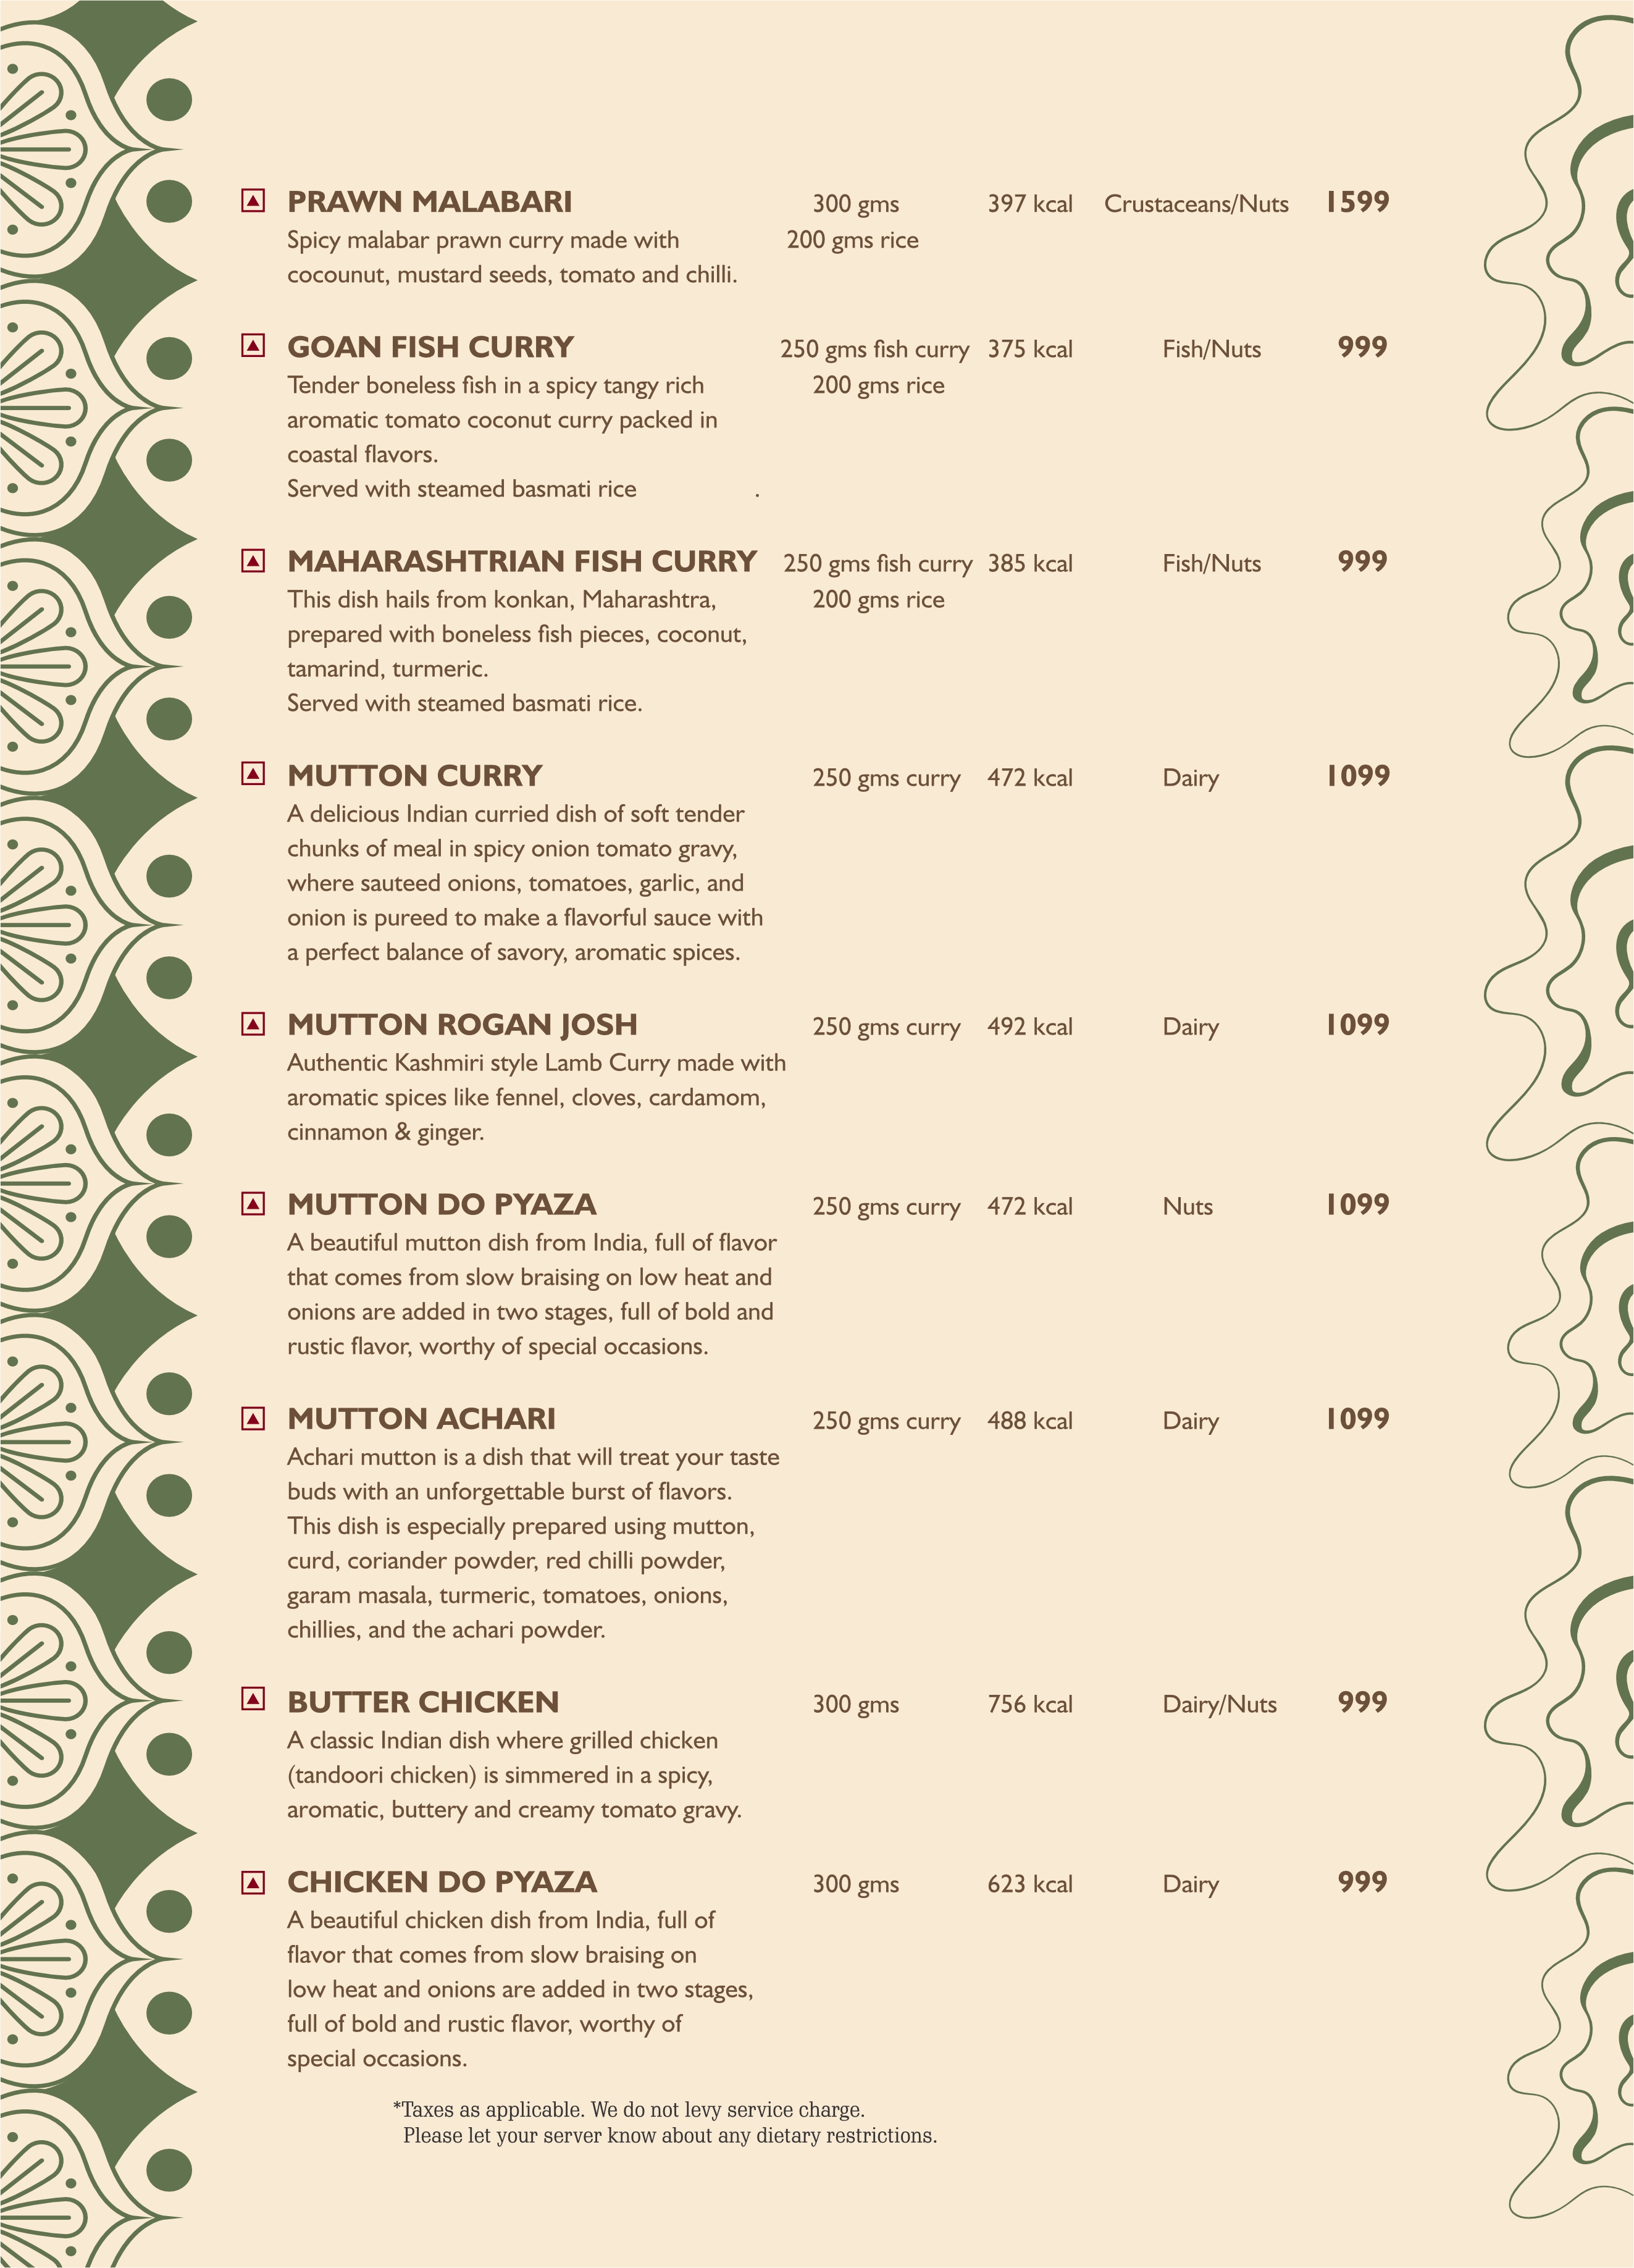 PRAWN MALABARI 300 gms 397 kcal Crustaceans/Nuts 1599
Spicy malabar prawn curry made with 200 gms rice
cocounut, mustard seeds, tomato and chilli.
GOAN FISH CURRY 250 gms fish curry 375 kcal Fish/Nuts 999
Tender boneless fish in a spicy tangy rich 200 gms rice
aromatic tomato coconut curry packed in
coastal flavors.
Served with steamed basmati rice .
MAHARASHTRIAN FISH CURRY 250 gms fish curry 385 kcal Fish/Nuts 999
This dish hails from konkan, Maharashtra, 200 gms rice
prepared with boneless fish pieces, coconut,
tamarind, turmeric.
Served with steamed basmati rice.
MUTTON CURRY 250 gms curry 472 kcal Dairy 1099
A delicious Indian curried dish of soft tender
chunks of meal in spicy onion tomato gravy,
where sauteed onions, tomatoes, garlic, and
onion is pureed to make a flavorful sauce with
a perfect balance of savory, aromatic spices.
MUTTON ROGAN JOSH 250 gms curry 492 kcal Dairy 1099
Authentic Kashmiri style Lamb Curry made with
aromatic spices like fennel, cloves, cardamom,
cinnamon & ginger.
MUTTON DO PYAZA 250 gms curry 472 kcal Nuts 1099
A beautiful mutton dish from India, full of flavor
that comes from slow braising on low heat and
onions are added in two stages, full of bold and
rustic flavor, worthy of special occasions.
MUTTON ACHARI 250 gms curry 488 kcal Dairy 1099
Achari mutton is a dish that will treat your taste
buds with an unforgettable burst of flavors.
This dish is especially prepared using mutton,
curd, coriander powder, red chilli powder,
garam masala, turmeric, tomatoes, onions,
chillies, and the achari powder.
BUTTER CHICKEN 300 gms 756 kcal Dairy/Nuts 999
A classic Indian dish where grilled chicken
(tandoori chicken) is simmered in a spicy,
aromatic, buttery and creamy tomato gravy.
CHICKEN DO PYAZA 300 gms 623 kcal Dairy 999
A beautiful chicken dish from India, full of
flavor that comes from slow braising on
low heat and onions are added in two stages,
full of bold and rustic flavor, worthy of
special occasions.
*Taxes as applicable. We do not levy service charge.
Please let your server know about any dietary restrictions.